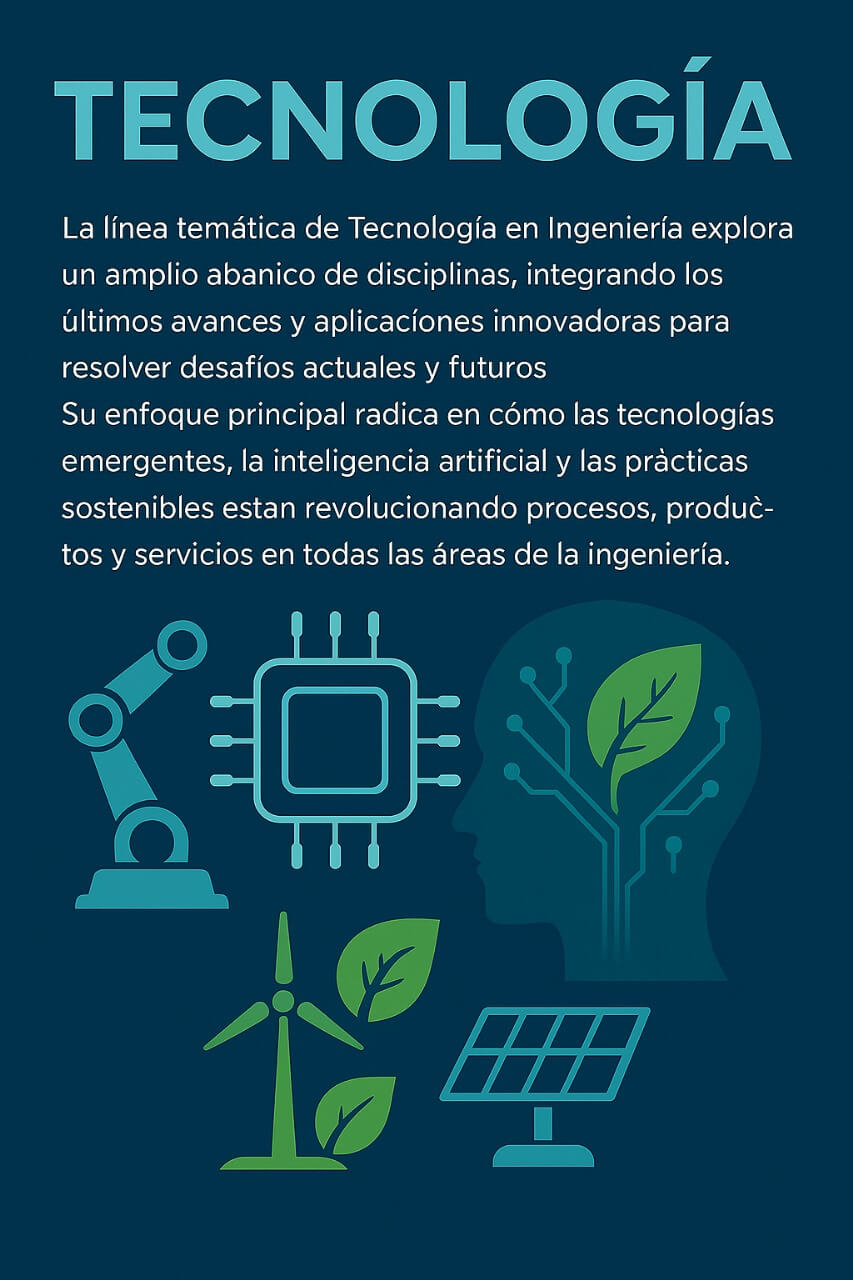 TECNOLOGÍA
La línea temática de Tecnología en Ingeniería explora
un amplio abanico de disciplinas, integrando los
últimos avances y aplicacíones innovadoras para
resolver desafíos actuales y futuros
Su enfoque principal radica en cómo las tecnologías
emergentes, la inteligencia artificial y las pràcticas
sostenibles estan revolucionando procesos, produc̀-
tos y servicios en todas las áreas de la ingeniería.